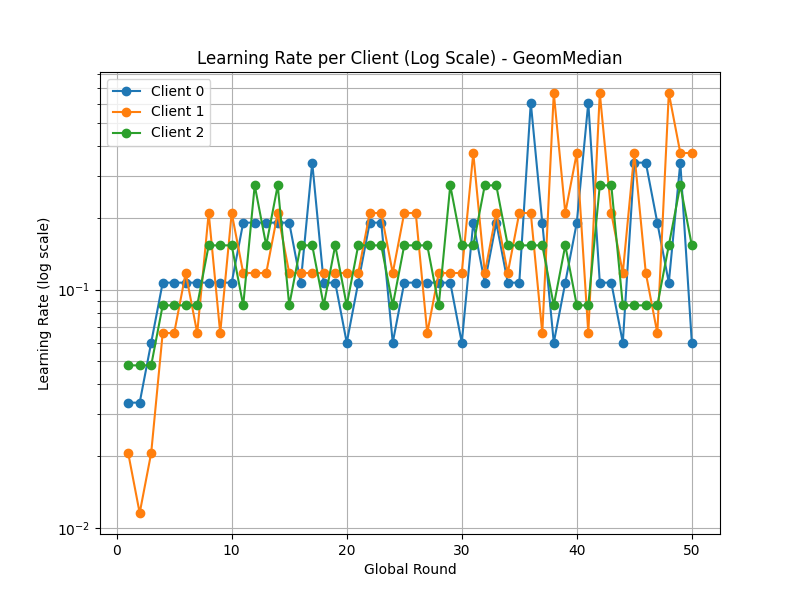 Learning Rate per Client (Log Scale) - GeomMedian
Client 0
Client 1
Client 2
Learning Rate (log scale)
10⁻¹
10⁻²
0 10 20 30 40 50
Global Round